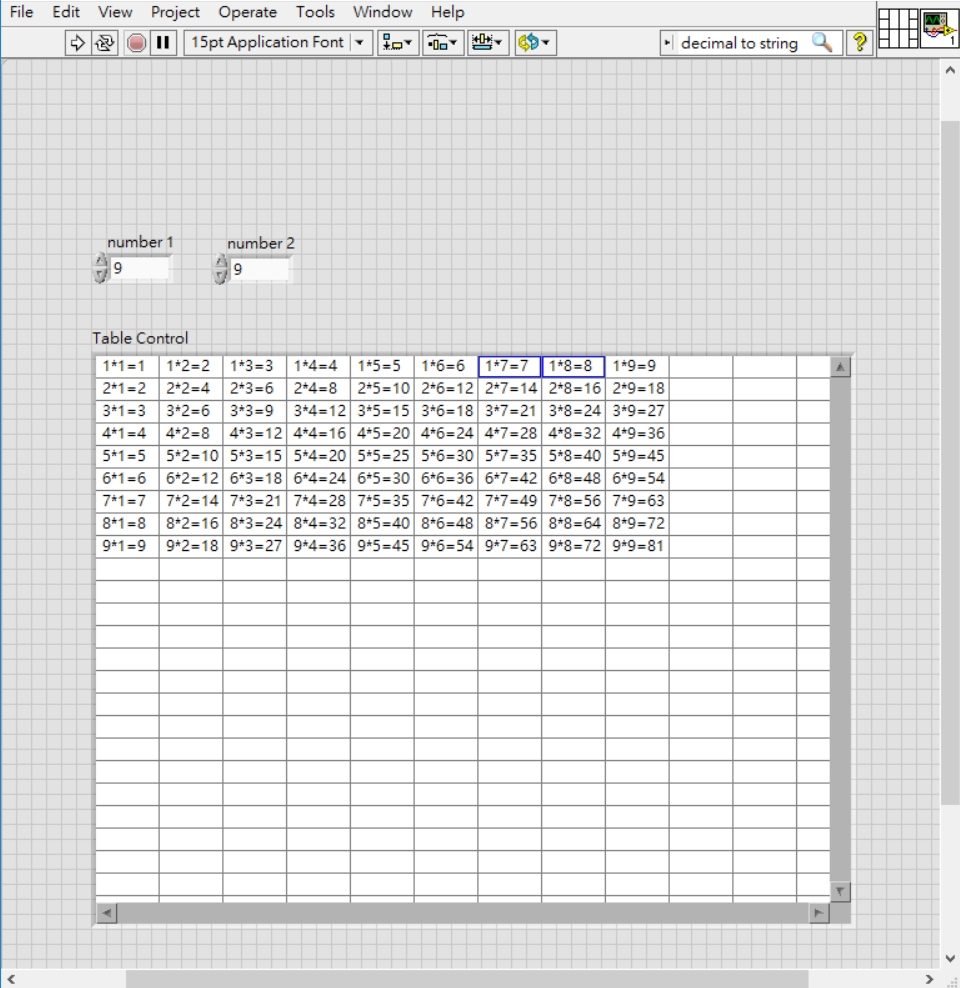 File Edit View Project Operate Tools Window Help
15pt Application Font decimal to string ? 1
number 1 number 2
9 9
Table Control
1*1=1 1*2=2 1*3=3 1*4=4 1*5=5 1*6=6 1*7=7 1*8=8 1*9=9
2*1=2 2*2=4 2*3=6 2*4=8 2*5=10 2*6=12 2*7=14 2*8=16 2*9=18
3*1=3 3*2=6 3*3=9 3*4=12 3*5=15 3*6=18 3*7=21 3*8=24 3*9=27
4*1=4 4*2=8 4*3=12 4*4=16 4*5=20 4*6=24 4*7=28 4*8=32 4*9=36
5*1=5 5*2=10 5*3=15 5*4=20 5*5=25 5*6=30 5*7=35 5*8=40 5*9=45
6*1=6 6*2=12 6*3=18 6*4=24 6*5=30 6*6=36 6*7=42 6*8=48 6*9=54
7*1=7 7*2=14 7*3=21 7*4=28 7*5=35 7*6=42 7*7=49 7*8=56 7*9=63
8*1=8 8*2=16 8*3=24 8*4=32 8*5=40 8*6=48 8*7=56 8*8=64 8*9=72
9*1=9 9*2=18 9*3=27 9*4=36 9*5=45 9*6=54 9*7=63 9*8=72 9*9=81